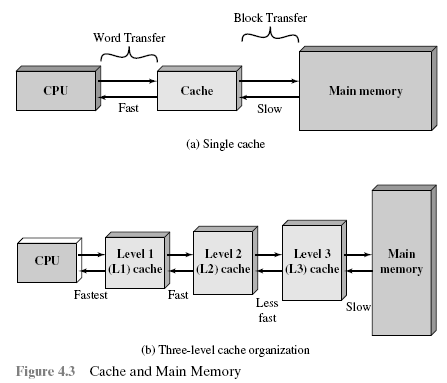 Block Transfer
Word Transfer
CPU
Cache
Main memory
Fast
Slow
(a) Single cache
CPU
Level 1
(L1) cache
Level 2
(L2) cache
Level 3
(L3) cache
Main
memory
Fastest
Fast
Less
fast
Slow
(b) Three-level cache organization
Figure 4.3 Cache and Main Memory